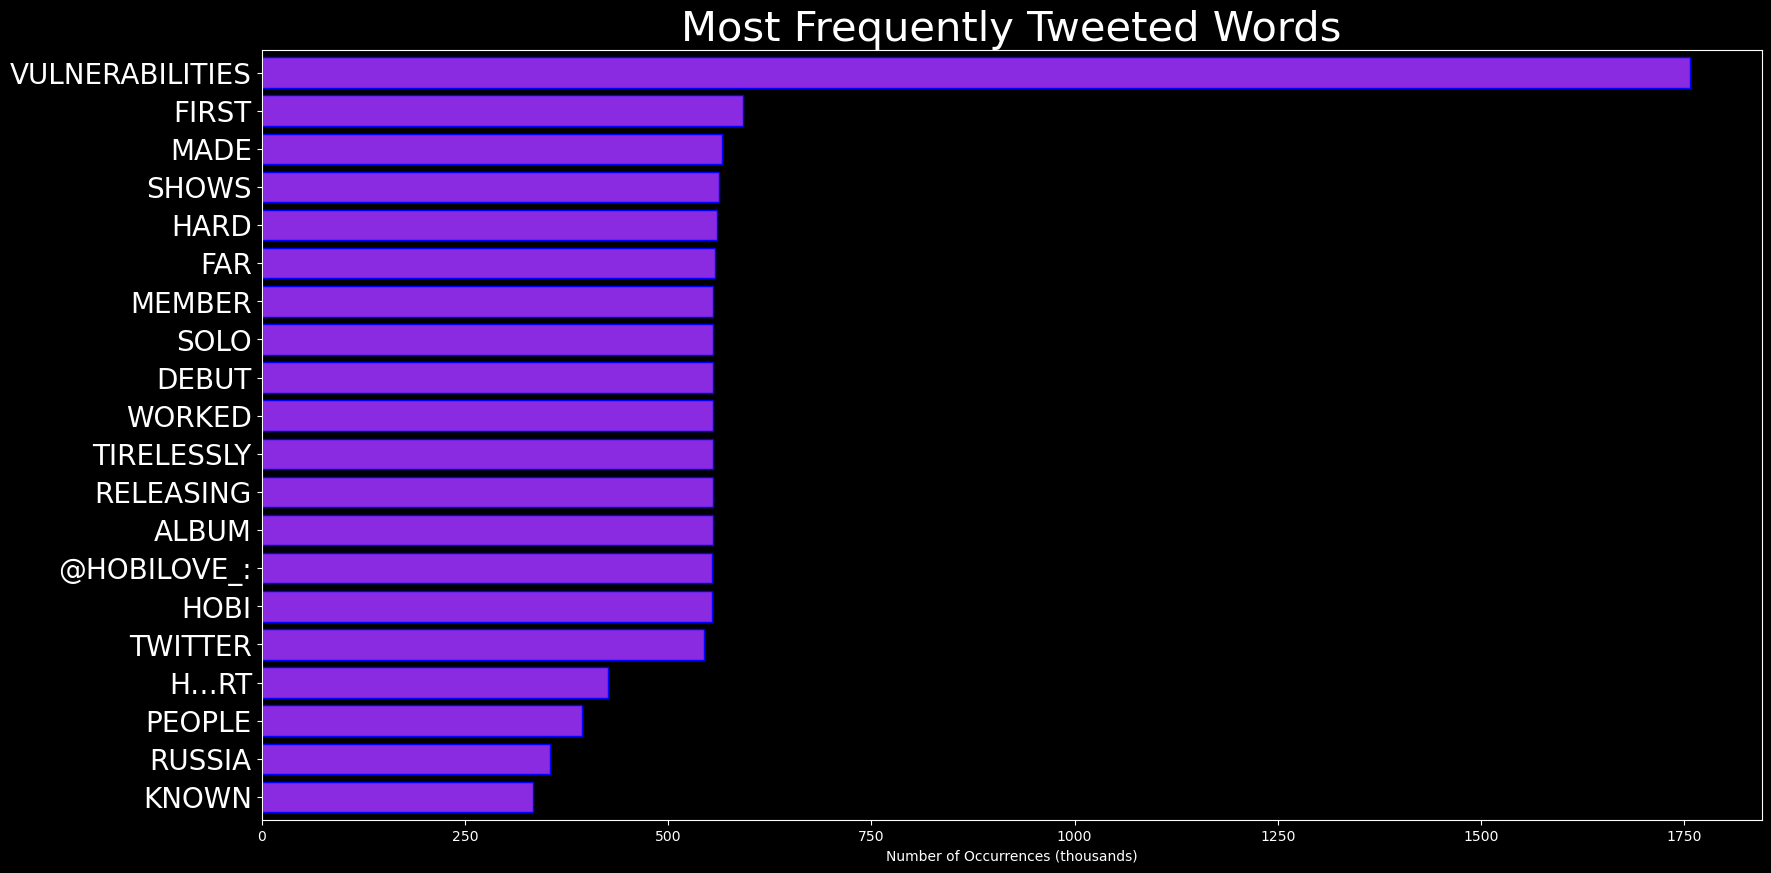 Most Frequently Tweeted Words
VULNERABILITIES
FIRST
MADE
SHOWS
HARD
FAR
MEMBER
SOLO
DEBUT
WORKED
TIRELESSLY
RELEASING
ALBUM
@HOBILOVE_:
HOBI
TWITTER
H…RT
PEOPLE
RUSSIA
KNOWN
0 250 500 750 1000 1250 1500 1750
Number of Occurrences (thousands)